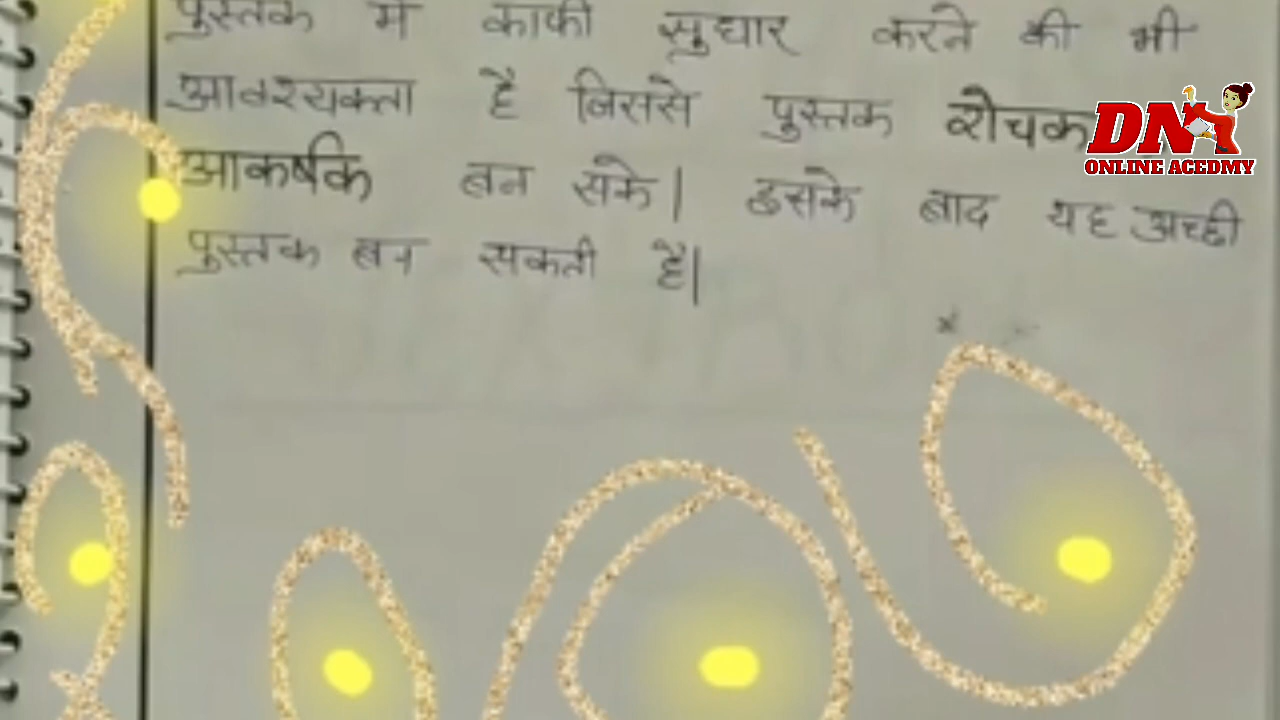 पुस्तक में काफी सुधार करने की भी
आवश्यकता है जिससे पुस्तक रोचक
आकर्षक बन सके| इसके बाद यह अच्छी
पुस्तक बन सकती है|
DN
ONLINE ACEDMY